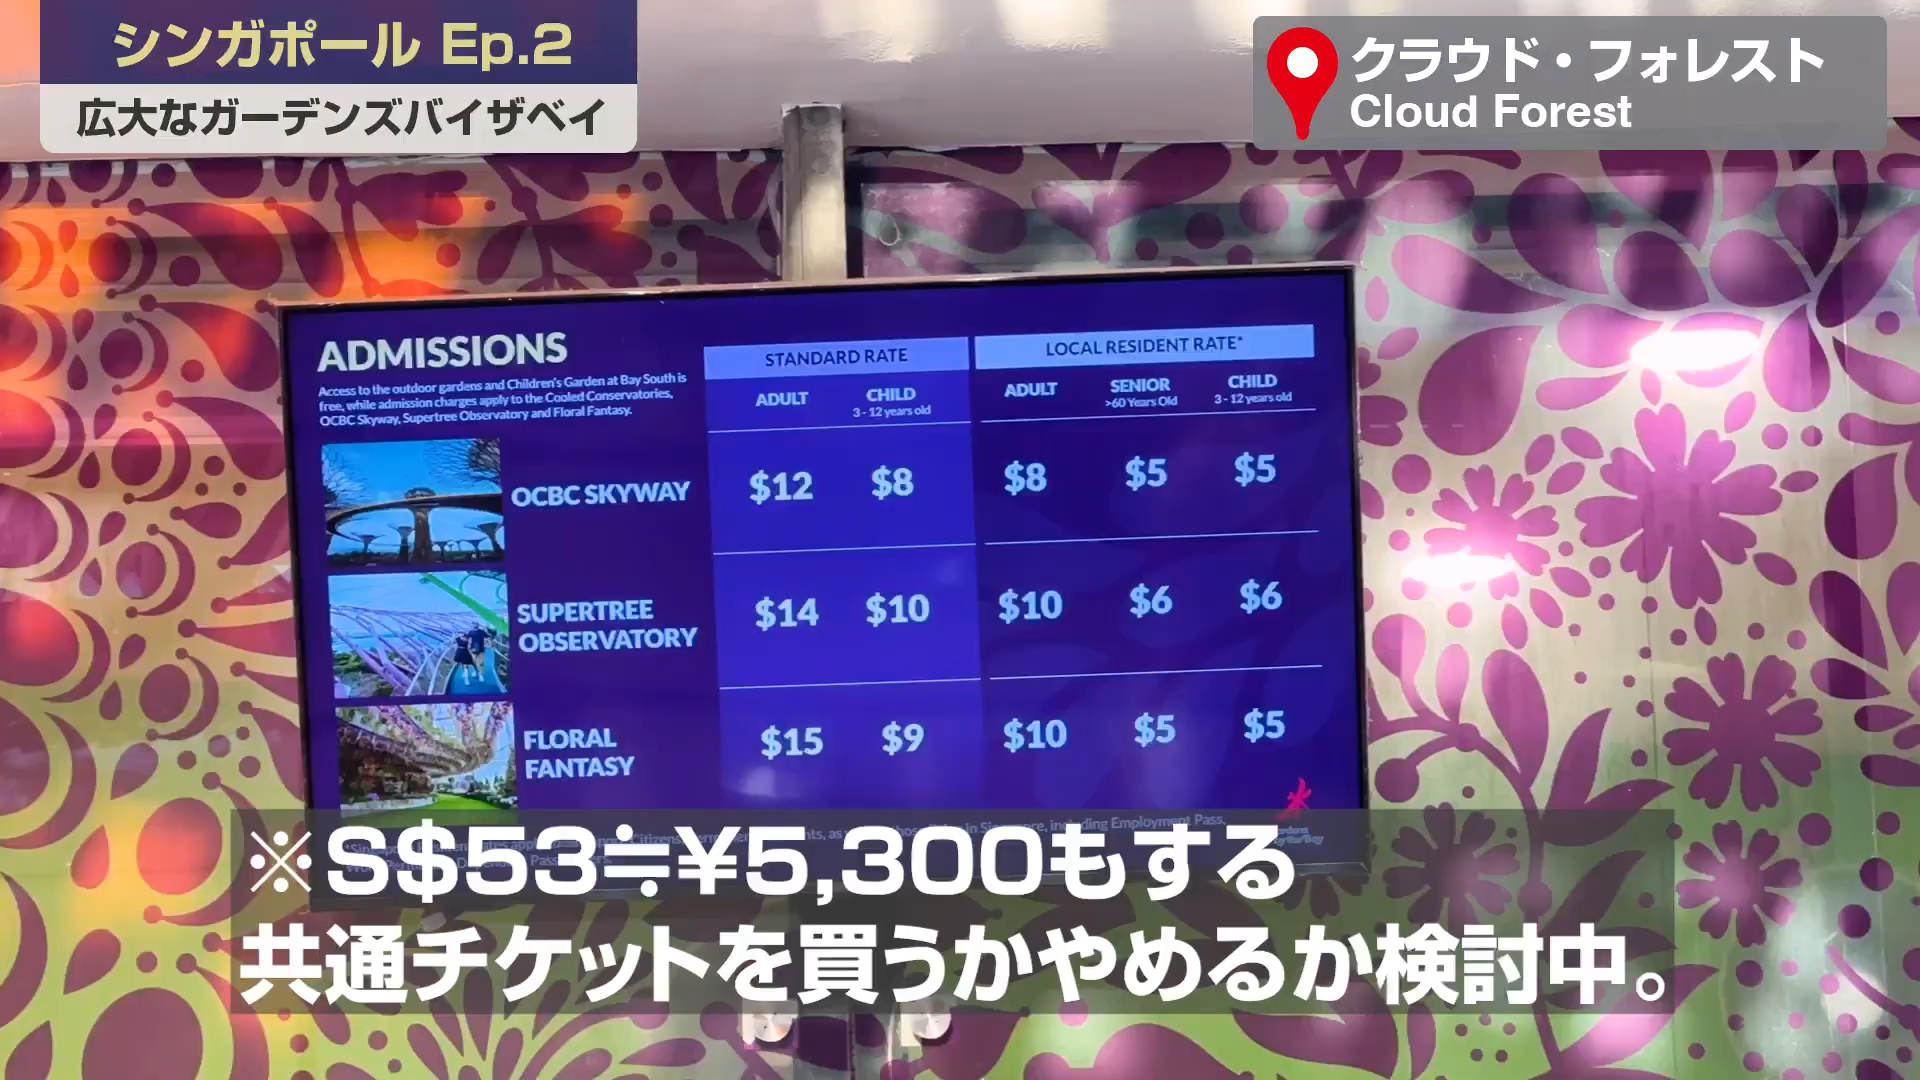 シンガポール Ep.2
広大なガーデンズバイザベイ
クラウド・フォレスト
Cloud Forest
ADMISSIONS
Access to the outdoor gardens and Children's Garden at Bay South is
free, while admission charges apply to the Cooled Conservatories,
OCBC Skyway, Supertree Observatory and Floral Fantasy.
STANDARD RATE
LOCAL RESIDENT RATE*
ADULT
CHILD
3 - 12 years old
ADULT
SENIOR
>60 Years Old
CHILD
3 - 12 years old
OCBC SKYWAY
$12 $8 $8 $5 $5
SUPERTREE
OBSERVATORY
$14 $10 $10 $6 $6
FLORAL
FANTASY
$15 $9 $10 $5 $5
in Singapore, including Employment Pass,
※S$53≒¥5,300もする
共通チケットを買うかやめるか検討中。